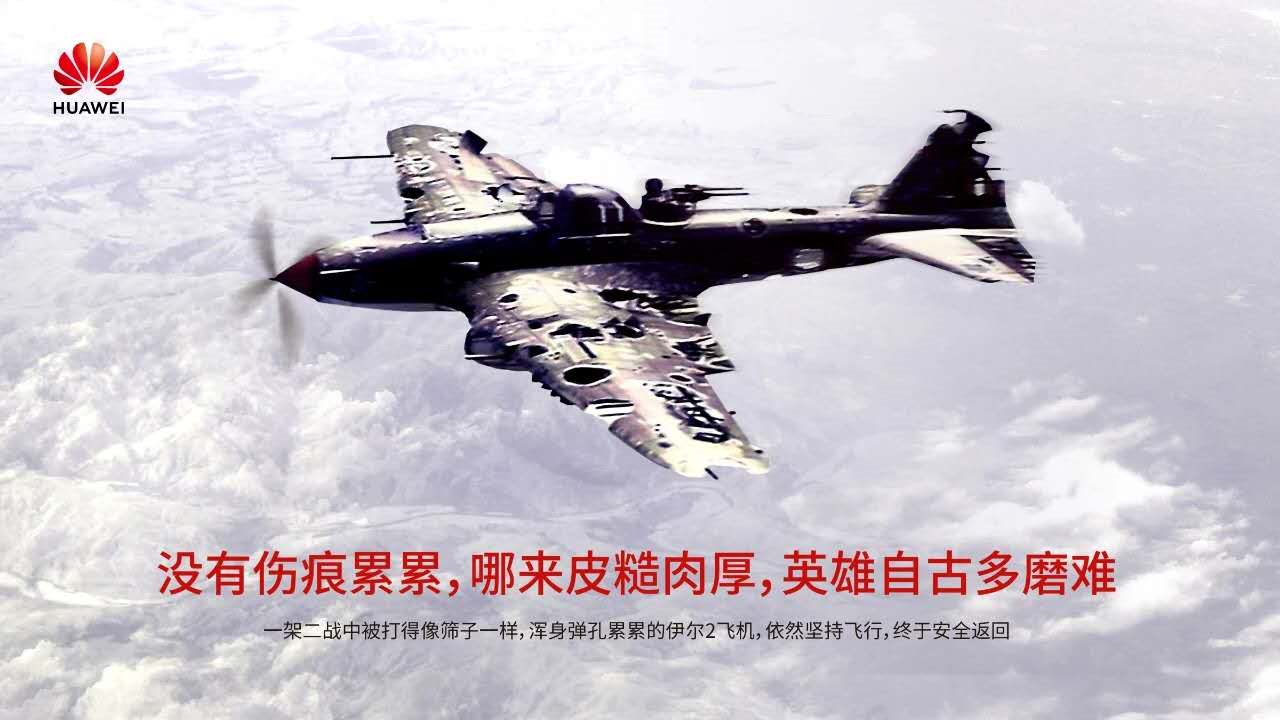 HUAWEI
没有伤痕累累，哪来皮糙肉厚，英雄自古多磨难
一架二战中被打得像筛子一样，浑身弹孔累累的伊尔2飞机，依然坚持飞行，终于安全返回